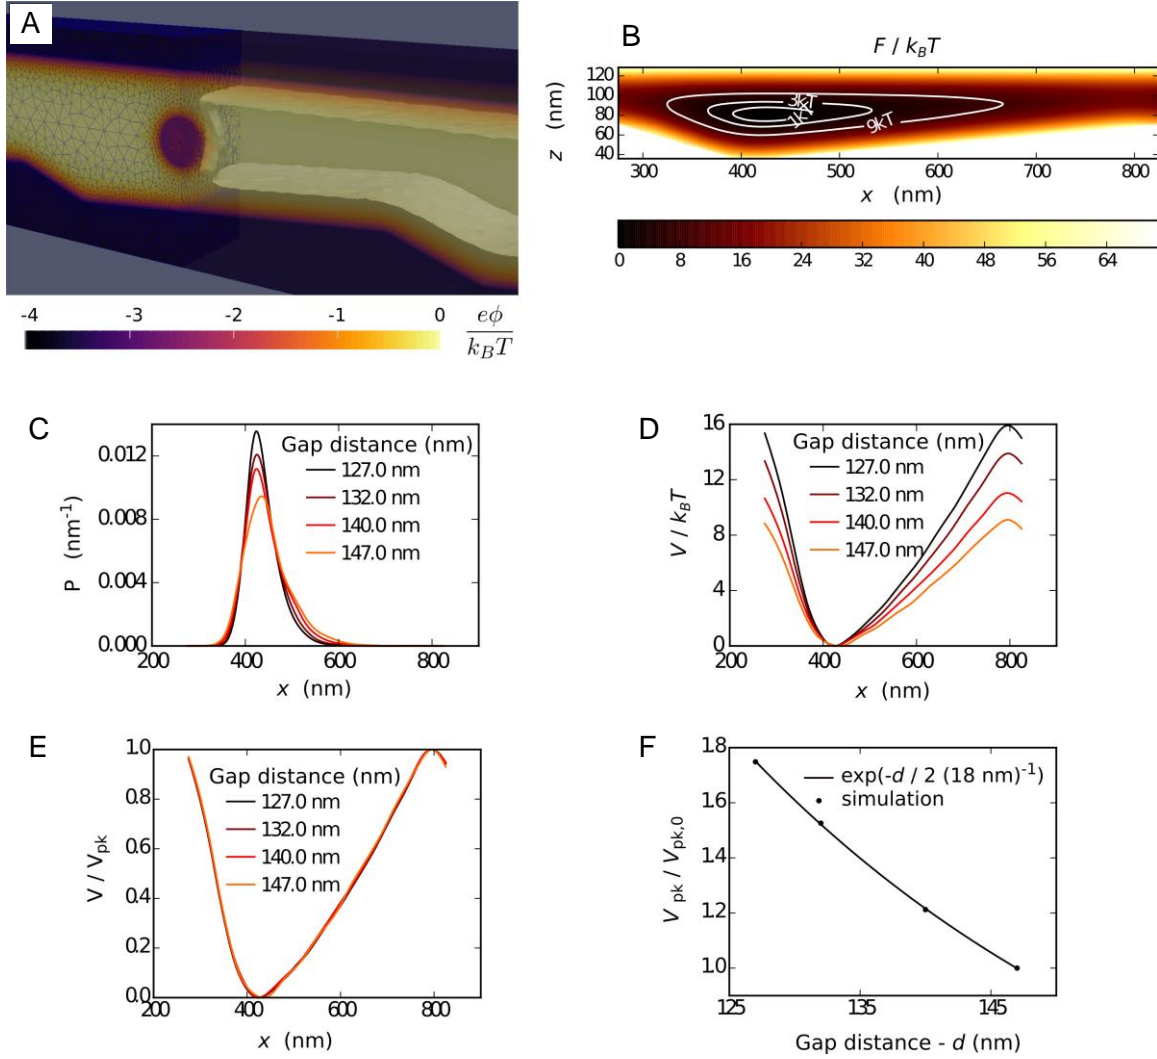 A
-4 -3 -2 -1 0
eϕ
k_BT
B
F / k_BT
z (nm)
120
100
80
60
40
3kT
1kT
9kT
300 400 500 600 700 800
x (nm)
0 8 16 24 32 40 48 56 64
C
P (nm⁻¹)
0.012
0.008
0.004
0.000
Gap distance (nm)
127.0 nm
132.0 nm
140.0 nm
147.0 nm
200 400 600 800
x (nm)
D
V / k_BT
16
12
8
4
0
Gap distance (nm)
127.0 nm
132.0 nm
140.0 nm
147.0 nm
200 400 600 800
x (nm)
E
V / V_pk
1.0
0.8
0.6
0.4
0.2
0.0
Gap distance (nm)
127.0 nm
132.0 nm
140.0 nm
147.0 nm
200 400 600 800
x (nm)
F
V_pk / V_pk,0
1.8
1.6
1.4
1.2
1.0
exp(-d / 2 (18 nm)⁻¹)
simulation
125 135 145
Gap distance - d (nm)